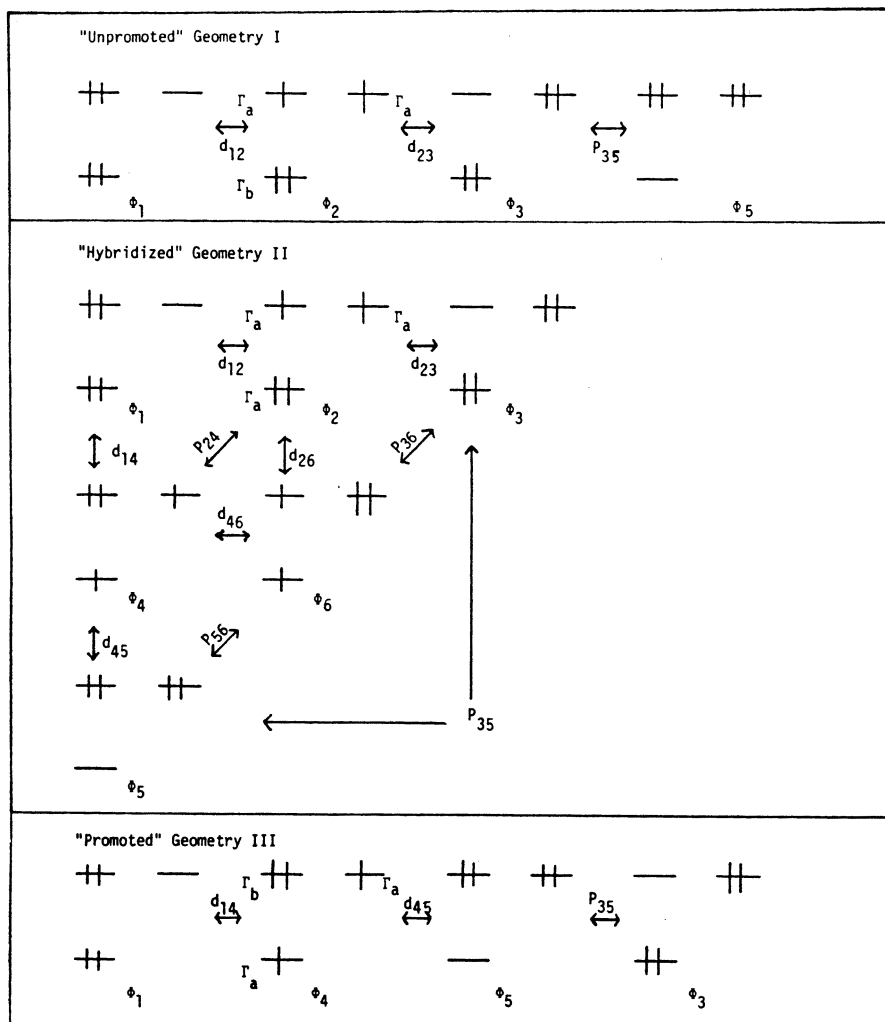 "Unpromoted" Geometry I
Γa Γa
d12 d23 P35
Γb
Φ1 Φ2 Φ3 Φ5
"Hybridized" Geometry II
Γa Γa
d12 d23
Γa
Φ1 Φ2 Φ3
d14 P24 d26 P36
d46
Φ4 Φ6
d45 P56
P35
Φ5
"Promoted" Geometry III
Γb Γa
d14 d45 P35
Γa
Φ1 Φ4 Φ5 Φ3